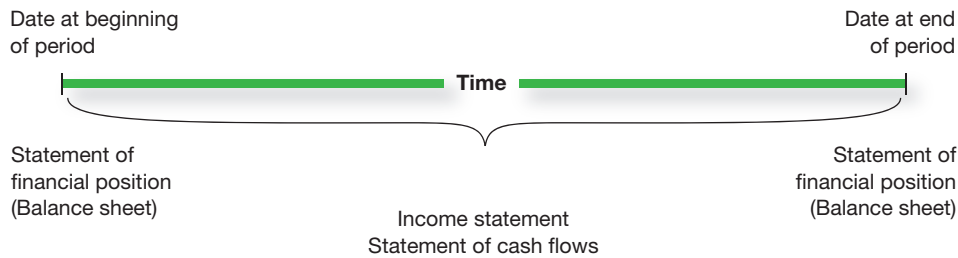 Date at beginning
of period
Date at end
of period
Time
Statement of
financial position
(Balance sheet)
Statement of
financial position
(Balance sheet)
Income statement
Statement of cash flows